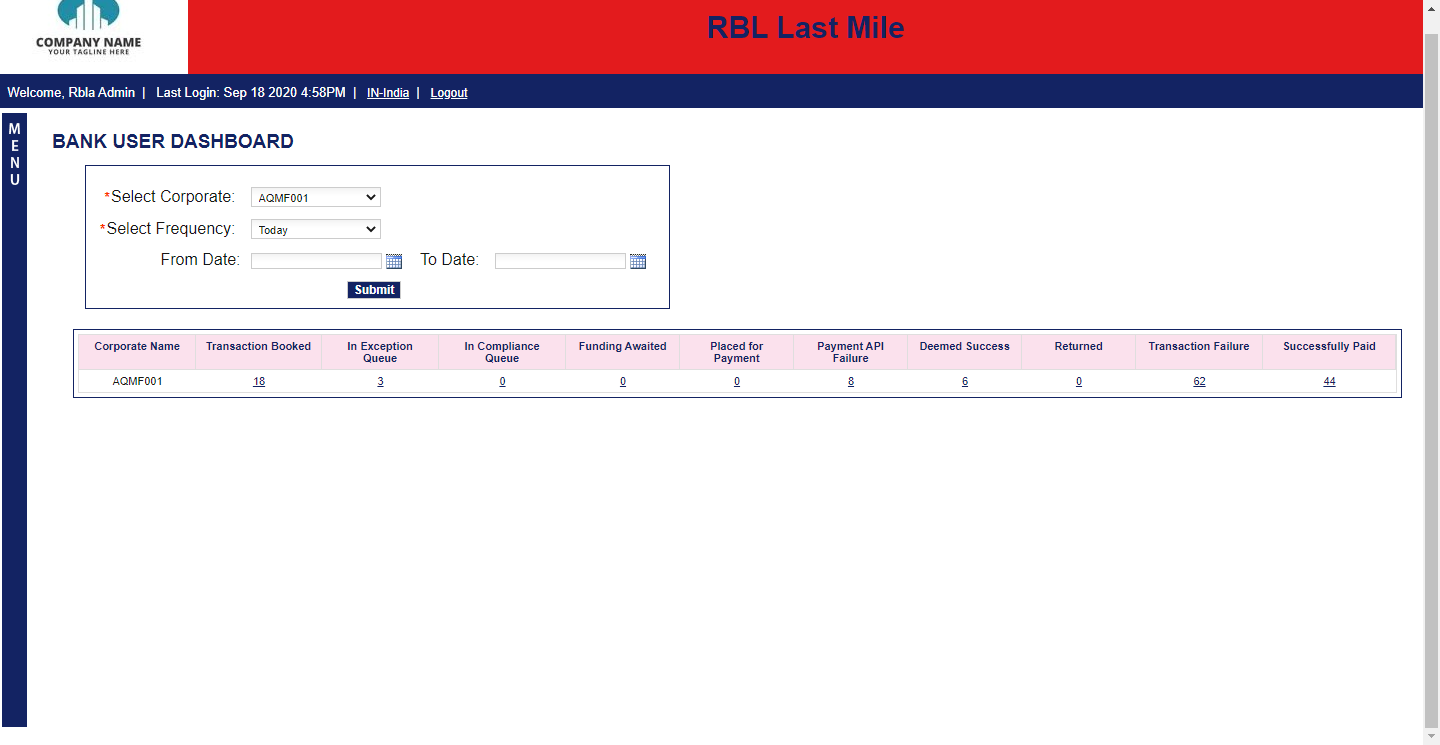 COMPANY NAME
YOUR TAGLINE HERE
RBL Last Mile
Welcome, Rbla Admin | Last Login: Sep 18 2020 4:58PM | IN-India | Logout
MENU
BANK USER DASHBOARD
*Select Corporate: AQMF001
*Select Frequency: Today
From Date: To Date:
Submit
Corporate Name Transaction Booked In Exception Queue In Compliance Queue Funding Awaited Placed for Payment Payment API Failure Deemed Success Returned Transaction Failure Successfully Paid
AQMF001 18 3 0 0 0 8 6 0 62 44